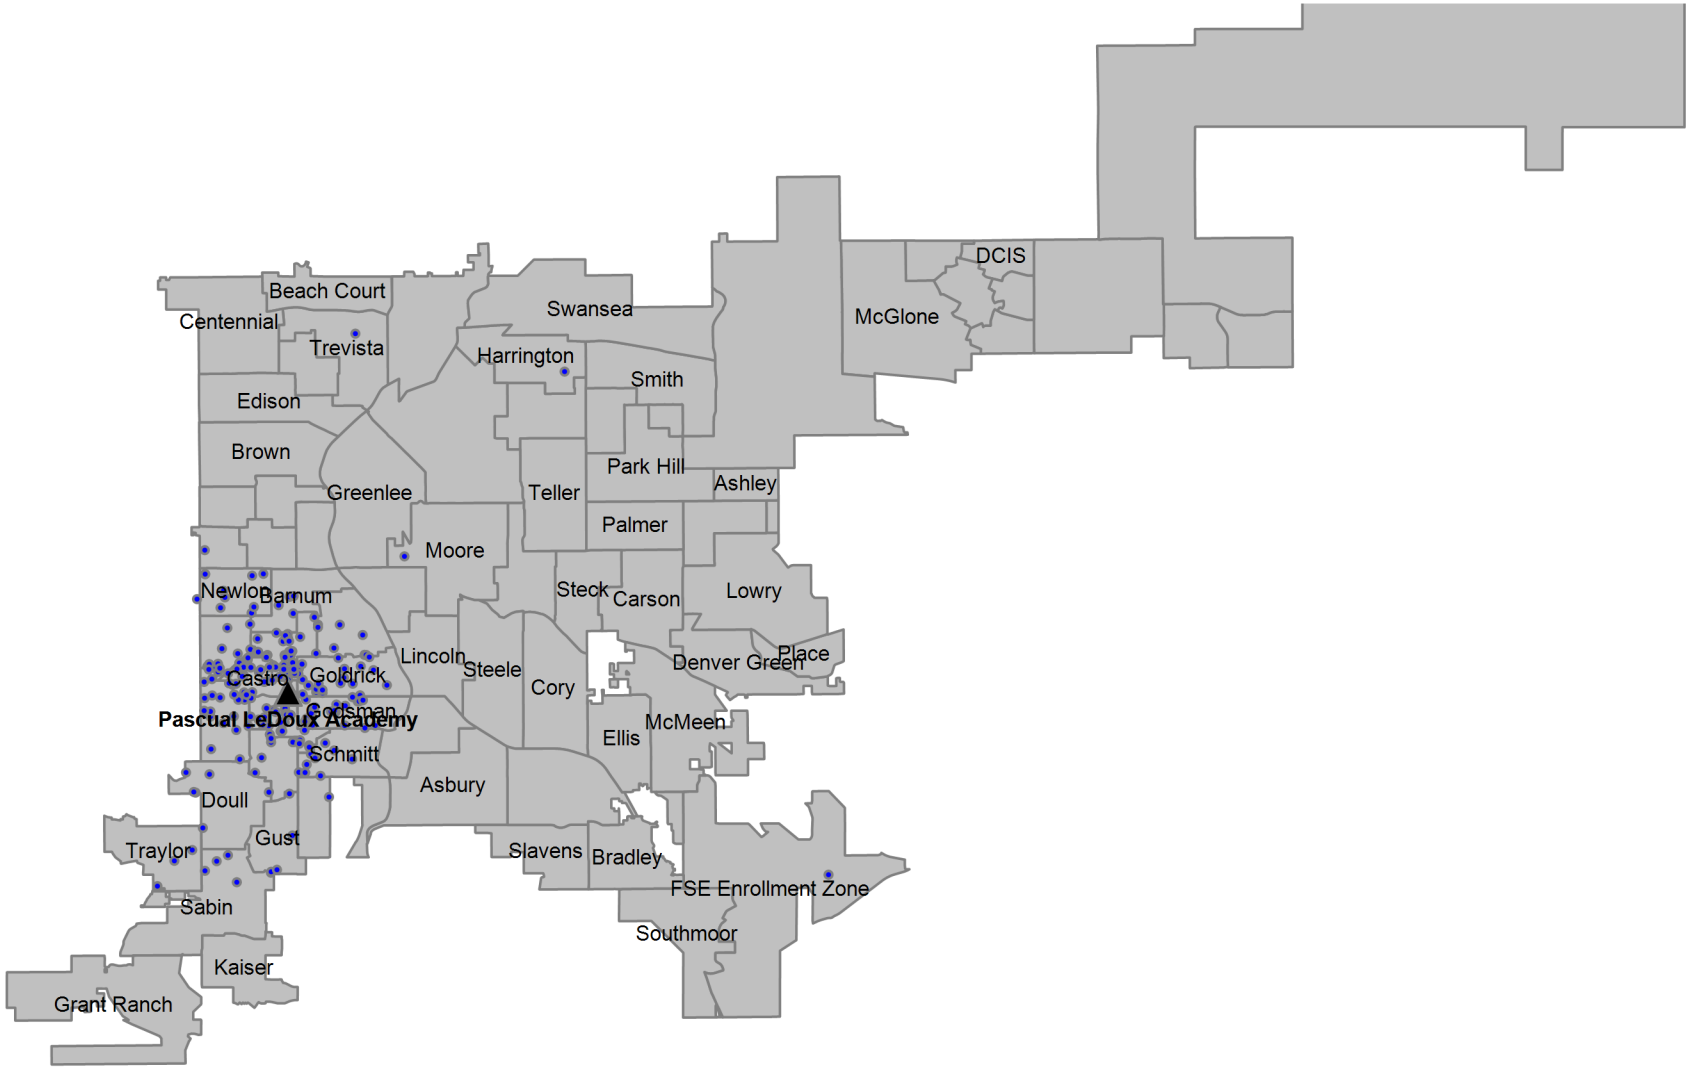 DCIS
Beach Court
Swansea
Centennial
McGlone
Trevista
Harrington
Smith
Edison
Brown
Park Hill
Ashley
Greenlee
Teller
Palmer
Moore
Newlon
Barnum
Steck
Carson
Lowry
Lincoln
Steele
Denver Green
Place
Castro
Goldrick
Cory
Godsman
Pascual LeDoux Academy
McMeen
Ellis
Schmitt
Asbury
Doull
Gust
Traylor
Slavens
Bradley
FSE Enrollment Zone
Sabin
Southmoor
Kaiser
Grant Ranch